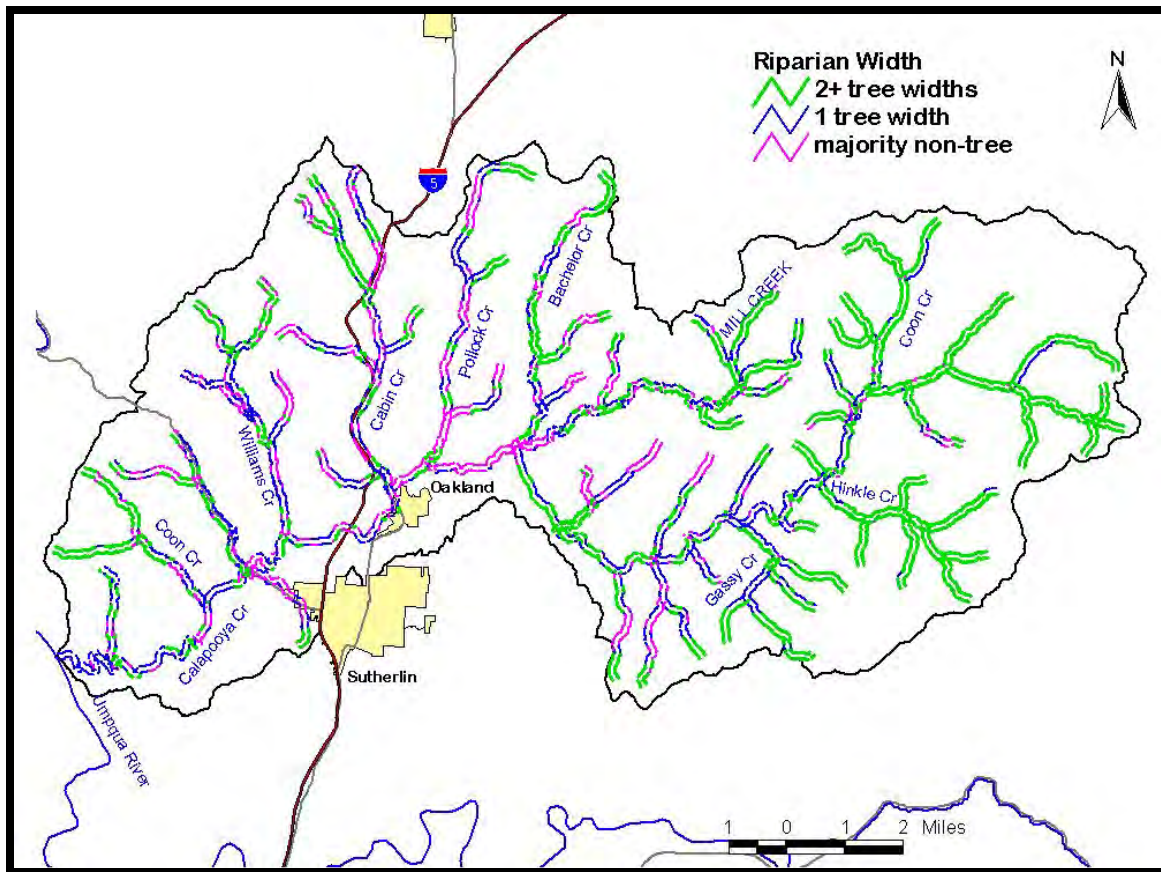 Riparian Width
2+ tree widths
1 tree width
majority non-tree
N
5
Bachelor Cr
MILL CREEK
Coon Cr
Pollock Cr
Cabin Cr
Williams Cr
Oakland
Hinkle Cr
Coon Cr
Gassy Cr
Calapooya Cr
Sutherlin
Umpqua River
1 0 1 2 Miles